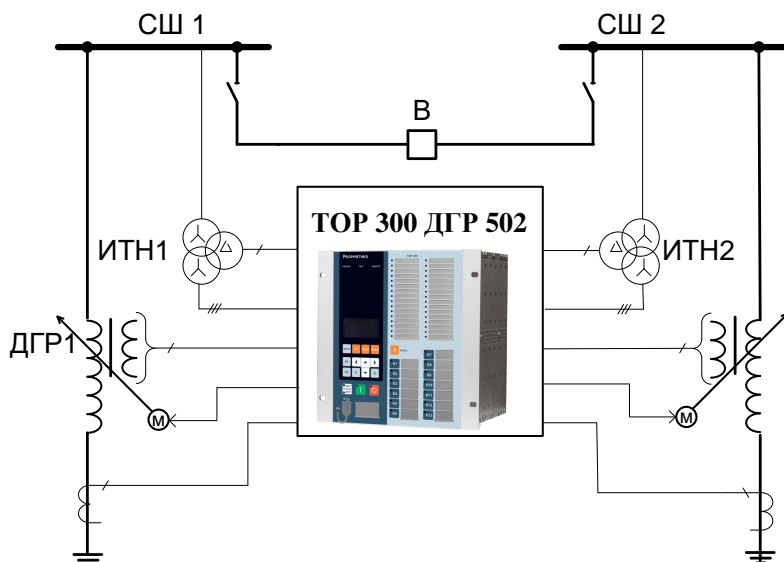 СШ 1
СШ 2
В
ТОР 300 ДГР 502
ИТН1
ИТН2
Релематика
ДГР1
М
М